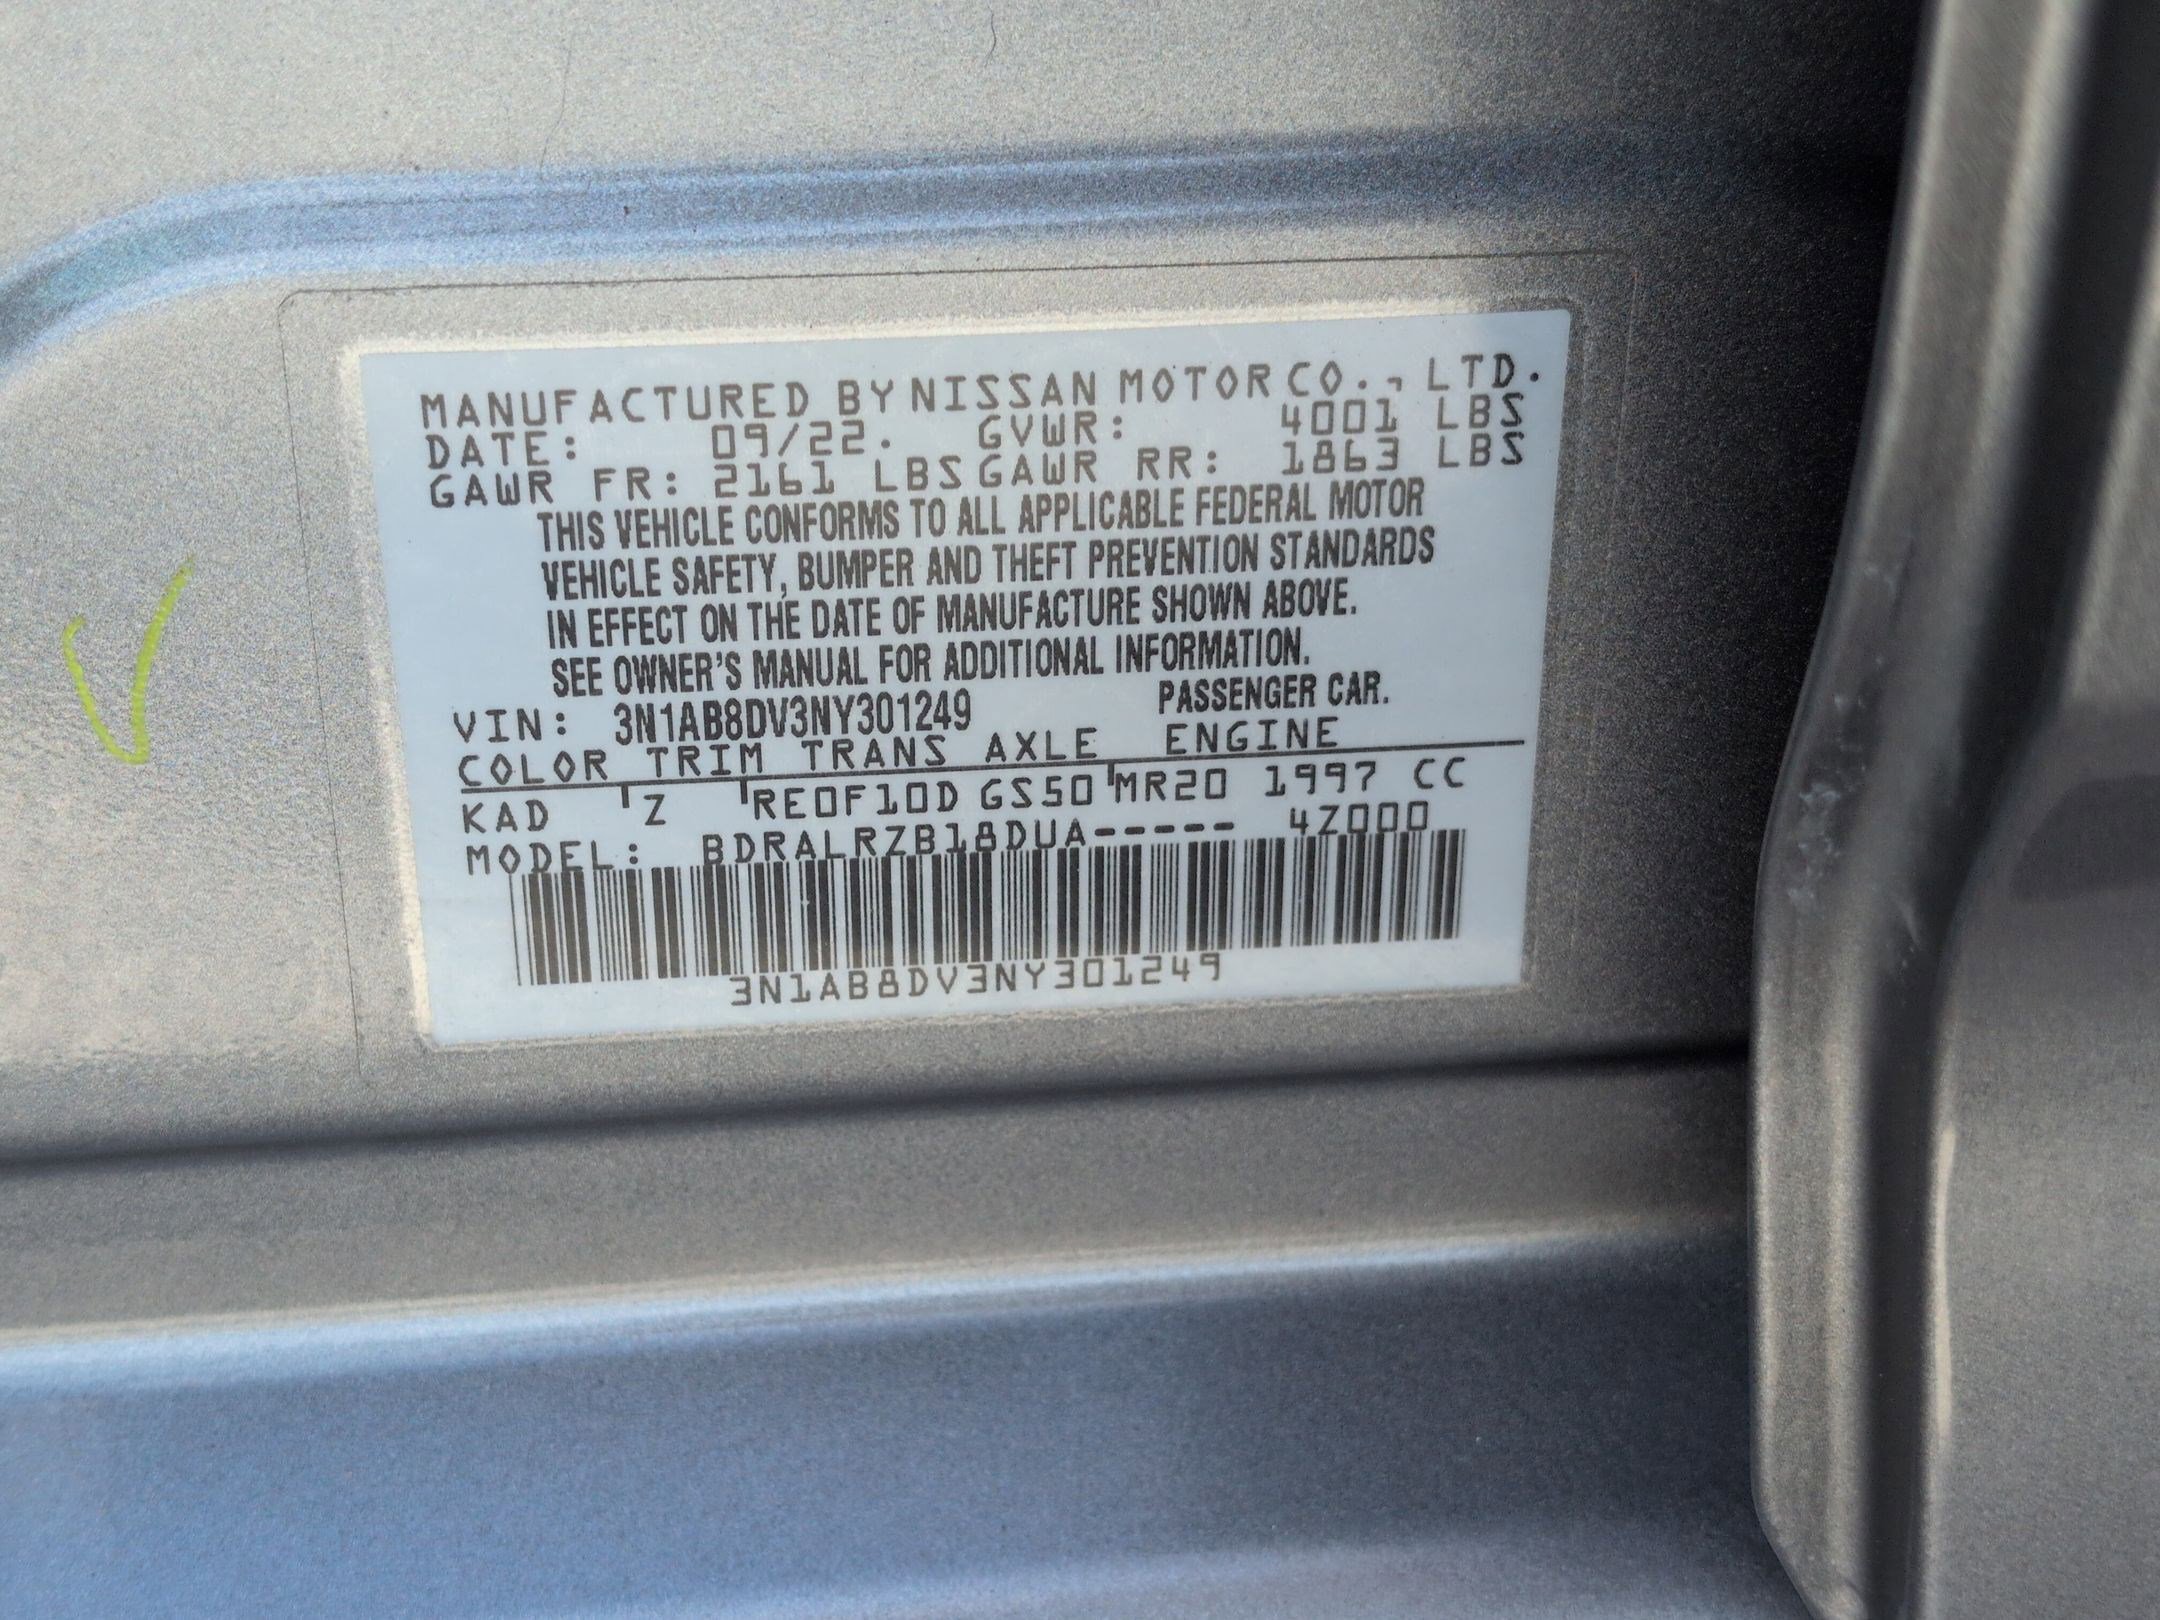 MANUFACTURED BY NISSAN MOTOR CO., LTD.
DATE: 09/22. GVWR: 4001 LBS
GAWR FR: 2161 LBS GAWR RR: 1863 LBS
THIS VEHICLE CONFORMS TO ALL APPLICABLE FEDERAL MOTOR
VEHICLE SAFETY, BUMPER AND THEFT PREVENTION STANDARDS
IN EFFECT ON THE DATE OF MANUFACTURE SHOWN ABOVE.
SEE OWNER'S MANUAL FOR ADDITIONAL INFORMATION.
VIN: 3N1AB8DV3NY301249 PASSENGER CAR.
COLOR TRIM TRANS AXLE ENGINE
KAD Z RE0F10D GS50 MR20 1997 CC
MODEL: BDRALRZB18DUA----- 4Z000
3N1AB8DV3NY301249